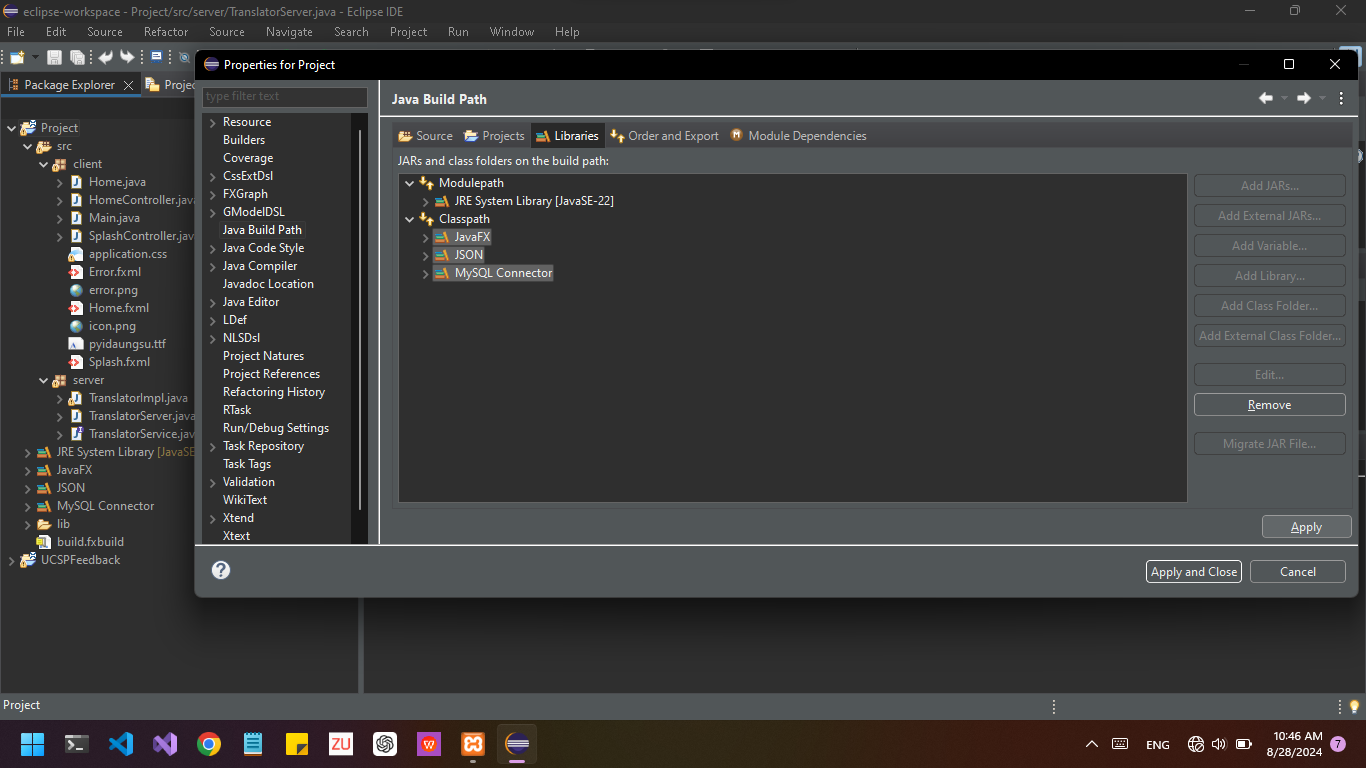 eclipse-workspace - Project/src/server/TranslatorServer.java - Eclipse IDE
File Edit Source Refactor Source Navigate Search Project Run Window Help
Package Explorer
Properties for Project
type filter text
Resource
Builders
Coverage
CssExtDsl
FXGraph
GModelDSL
Java Build Path
Java Code Style
Java Compiler
Javadoc Location
Java Editor
LDef
NLSDsl
Project Natures
Project References
Refactoring History
RTask
Run/Debug Settings
Task Repository
Task Tags
Validation
WikiText
Xtend
Xtext
Java Build Path
Source Projects Libraries Order and Export Module Dependencies
JARs and class folders on the build path:
Modulepath
JRE System Library [JavaSE-22]
Classpath
JavaFX
JSON
MySQL Connector
Add JARs...
Add External JARs...
Add Variable...
Add Library...
Add Class Folder...
Add External Class Folder...
Edit...
Remove
Migrate JAR File...
Apply
Apply and Close Cancel
Project
src
client
Home.java
HomeController.java
Main.java
SplashController.jav
application.css
Error.fxml
error.png
Home.fxml
icon.png
pyidaungsu.ttf
Splash.fxml
server
TranslatorImpl.java
TranslatorServer.java
TranslatorService.jav
JRE System Library [JavaSE
JavaFX
JSON
MySQL Connector
lib
build.fxbuild
UCSPFeedback
Project
ZU
W
ENG
10:46 AM
8/28/2024
7